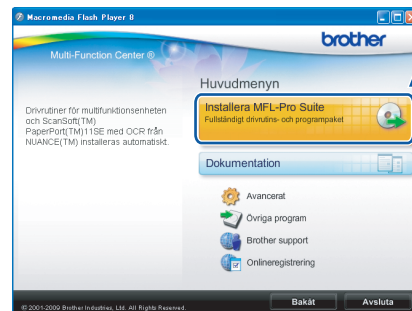 Macromedia Flash Player 8
brother
Multi-Function Center ®
Huvudmenyn
Drivrutiner för multifunktionsenheten
och ScanSoft(TM)
PaperPort(TM)11SE med OCR från
NUANCE(TM) installeras automatiskt.
Installera MFL-Pro Suite
Fullständigt drivrutins- och programpaket
Dokumentation
Avancerat
Övriga program
Brother support
Onlineregistrering
© 2001-2009 Brother Industries, Ltd. All Rights Reserved.
Bakåt
Avsluta